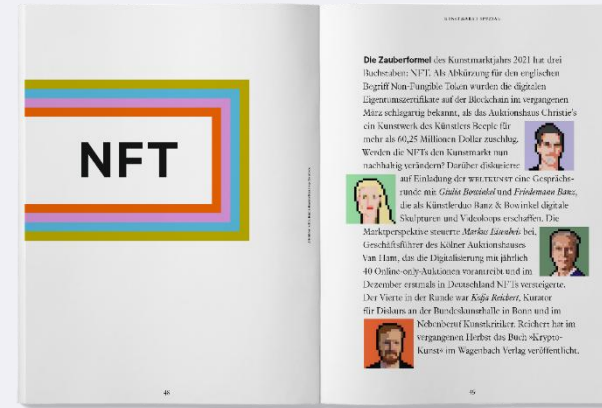 NFT
48
KUNSTMARKT SPEZIAL
Die Zauberformel des Kunstmarktjahrs 2021 hat drei
Buchstaben: NFT. Als Abkürzung für den englischen
Begriff Non-Fungible Token wurden die digitalen
Eigentumszertifikate auf der Blockchain im vergangenen
März schlagartig bekannt, als das Auktionshaus Christie's
ein Kunstwerk des Künstlers Beeple für
mehr als 60,25 Millionen Dollar zuschlug.
Werden die NFTs den Kunstmarkt nun
nachhaltig verändern? Darüber diskutierte
auf Einladung der WELTKUNST eine Gesprächs-
runde mit Giulia Bowinkel und Friedemann Banz,
die als Künstlerduo Banz & Bowinkel digitale
Skulpturen und Videoloops erschaffen. Die
Marktperspektive steuerte Markus Eisenbeis bei,
Geschäftsführer des Kölner Auktionshauses
Van Ham, das die Digitalisierung mit jährlich
40 Online-only-Auktionen vorantreibt und im
Dezember erstmals in Deutschland NFTs versteigerte.
Der Vierte in der Runde war Kolja Reichert, Kurator
für Diskurs an der Bundeskunsthalle in Bonn und im
Nebenberuf Kunstkritiker. Reichert hat im
vergangenen Herbst das Buch »Krypto-
Kunst« im Wagenbach Verlag veröffentlicht.